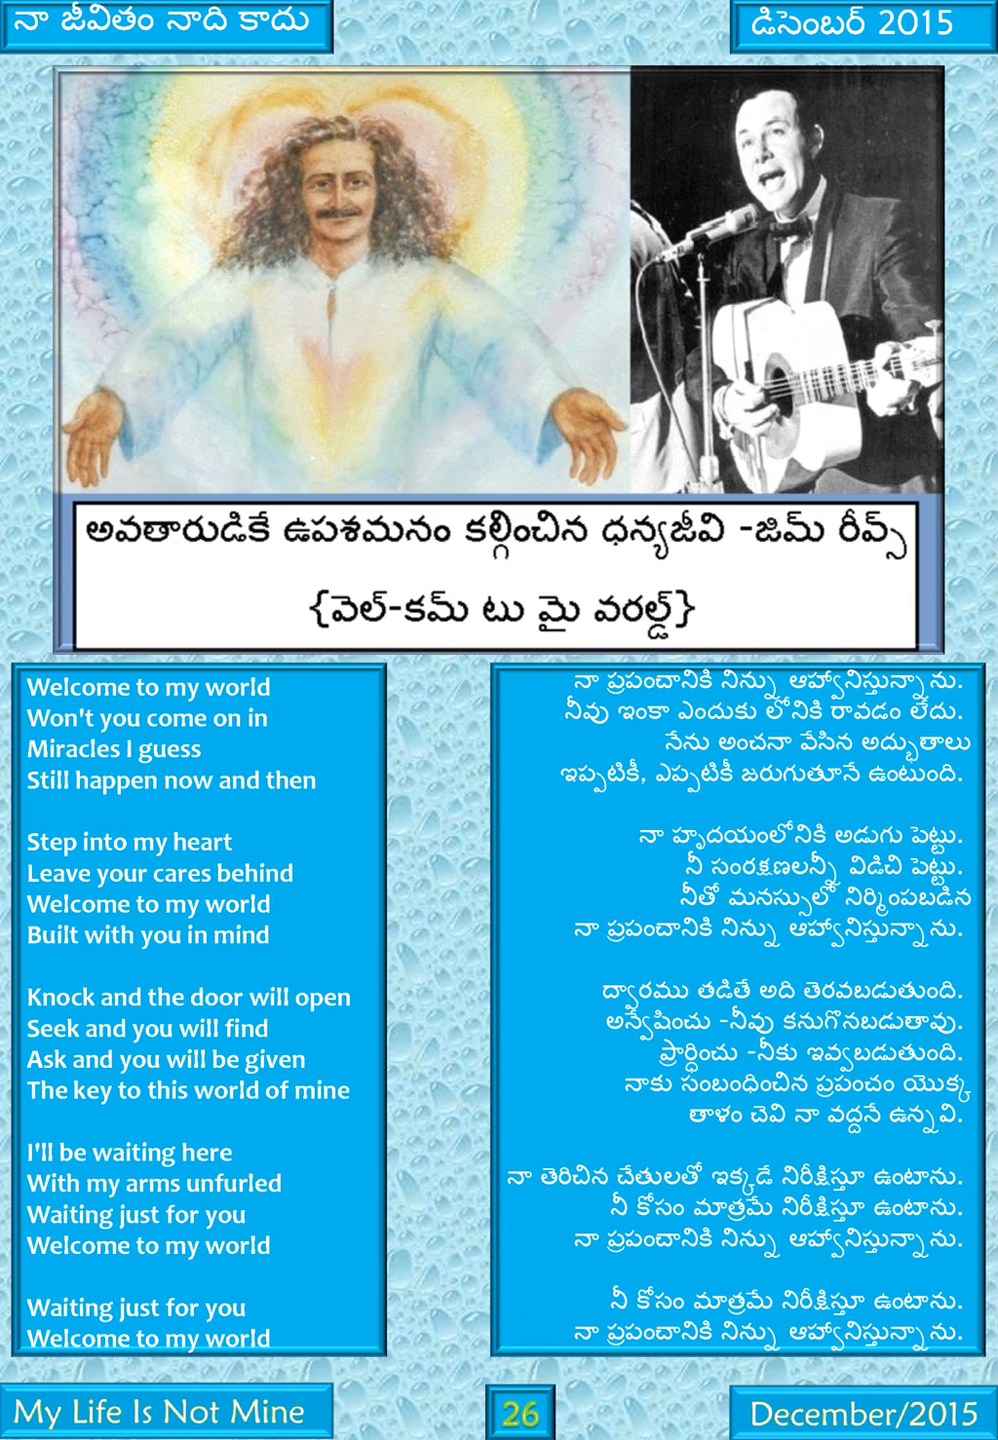 నా జీవితం నాది కాదు
డిసెంబర్ 2015
అవతారుడికే ఉపశమనం కల్గించిన ధన్యజీవి -జిమ్ రీవ్స్
{వెల్-కమ్ టు మై వరల్డ్}
Welcome to my world
Won't you come on in
Miracles I guess
Still happen now and then

Step into my heart
Leave your cares behind
Welcome to my world
Built with you in mind

Knock and the door will open
Seek and you will find
Ask and you will be given
The key to this world of mine

I'll be waiting here
With my arms unfurled
Waiting just for you
Welcome to my world

Waiting just for you
Welcome to my world

నా ప్రపంచానికి నిన్ను ఆహ్వానిస్తున్నాను.
నీవు ఇంకా ఎందుకు లోనికి రావడం లేదు.
నేను అంచనా వేసిన అద్భుతాలు
ఇప్పటికీ, ఎప్పటికీ జరుగుతూనే ఉంటుంది.

నా హృదయంలోనికి అడుగు పెట్టు.
నీ సంరక్షణలన్నీ విడిచి పెట్టు.
నీతో మనస్సులో నిర్మింపబడిన
నా ప్రపంచానికి నిన్ను ఆహ్వానిస్తున్నాను.

ద్వారము తడితే అది తెరవబడుతుంది.
అన్వేషించు -నీవు కనుగొనబడుతావు.
ప్రార్ధించు -నీకు ఇవ్వబడుతుంది.
నాకు సంబంధించిన ప్రపంచం యొక్క
తాళం చెవి నా వద్దనే ఉన్నవి.

నా తెరిచిన చేతులతో ఇక్కడే నిరీక్షిస్తూ ఉంటాను.
నీ కోసం మాత్రమే నిరీక్షిస్తూ ఉంటాను.
నా ప్రపంచానికి నిన్ను ఆహ్వానిస్తున్నాను.

నీ కోసం మాత్రమే నిరీక్షిస్తూ ఉంటాను.
నా ప్రపంచానికి నిన్ను ఆహ్వానిస్తున్నాను.
My Life Is Not Mine
26
December/2015